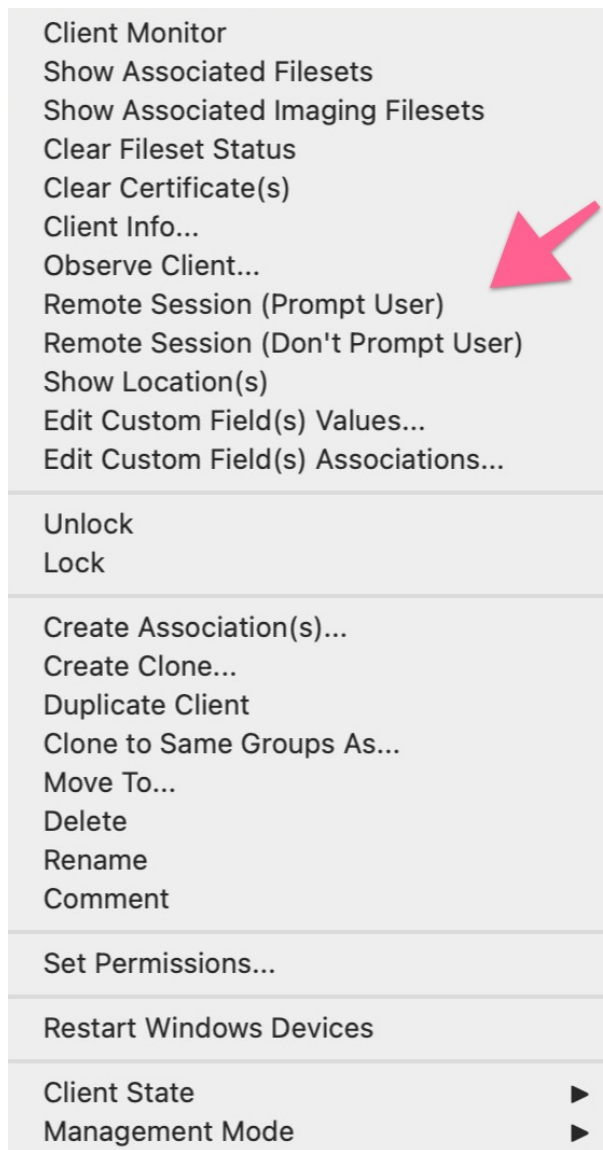 Client Monitor
Show Associated Filesets
Show Associated Imaging Filesets
Clear Fileset Status
Clear Certificate(s)
Client Info...
Observe Client...
Remote Session (Prompt User)
Remote Session (Don't Prompt User)
Show Location(s)
Edit Custom Field(s) Values...
Edit Custom Field(s) Associations...
Unlock
Lock
Create Association(s)...
Create Clone...
Duplicate Client
Clone to Same Groups As...
Move To...
Delete
Rename
Comment
Set Permissions...
Restart Windows Devices
Client State
Management Mode